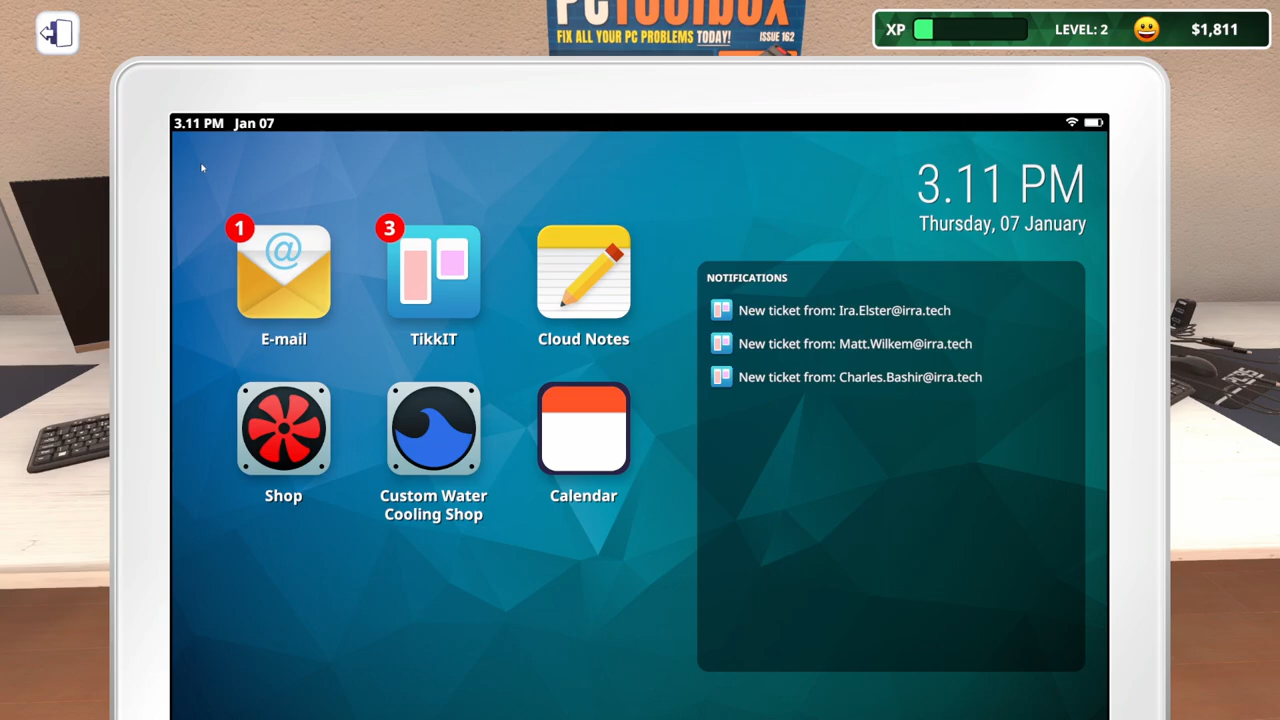 PCTOOLBOX
FIX ALL YOUR PC PROBLEMS TODAY! ISSUE 162
XP LEVEL: 2 $1,811
3.11 PM Jan 07
3.11 PM
Thursday, 07 January
1
3
@
E-mail
TikkIT
Cloud Notes
Shop
Custom Water
Cooling Shop
Calendar
NOTIFICATIONS
New ticket from: Ira.Elster@irra.tech
New ticket from: Matt.Wilkem@irra.tech
New ticket from: Charles.Bashir@irra.tech